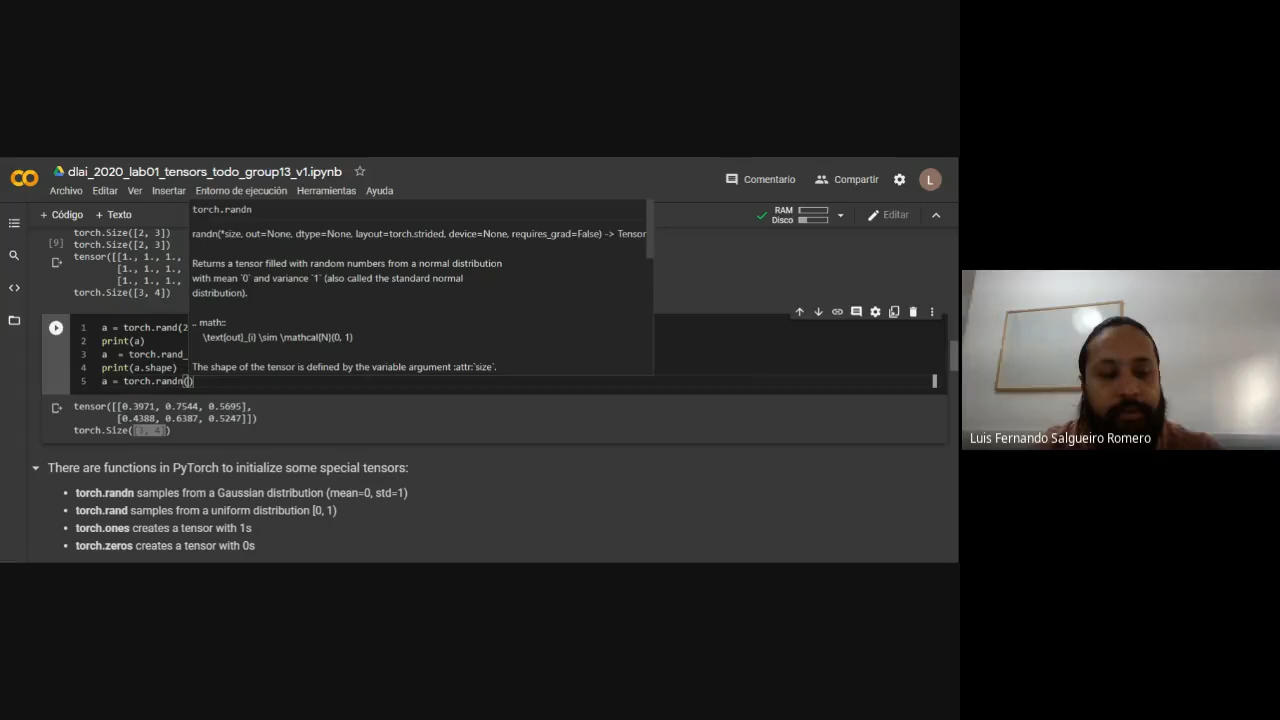 dlai_2020_lab01_tensors_todo_group13_v1.ipynb
Archivo Editar Ver Insertar Entorno de ejecución Herramientas Ayuda
Comentario Compartir L
+ Código + Texto
RAM
Disco
Editar
torch.Size([2, 3])
[9] torch.Size([2, 3])
tensor([[1., 1., 1.,
[1., 1., 1.,
[1., 1., 1.,
torch.Size([3, 4])
torch.randn
randn(*size, out=None, dtype=None, layout=torch.strided, device=None, requires_grad=False) -> Tensor
Returns a tensor filled with random numbers from a normal distribution
with mean `0` and variance `1` (also called the standard normal
distribution).
.. math::
\text{out}_{i} \sim \mathcal{N}(0, 1)
The shape of the tensor is defined by the variable argument :attr:`size`.
1 a = torch.rand(2
2 print(a)
3 a = torch.rand_
4 print(a.shape)
5 a = torch.randn()
tensor([[0.3971, 0.7544, 0.5695],
[0.4388, 0.6387, 0.5247]])
torch.Size([3, 4])
There are functions in PyTorch to initialize some special tensors:
• torch.randn samples from a Gaussian distribution (mean=0, std=1)
• torch.rand samples from a uniform distribution [0, 1)
• torch.ones creates a tensor with 1s
• torch.zeros creates a tensor with 0s
Luis Fernando Salgueiro Romero